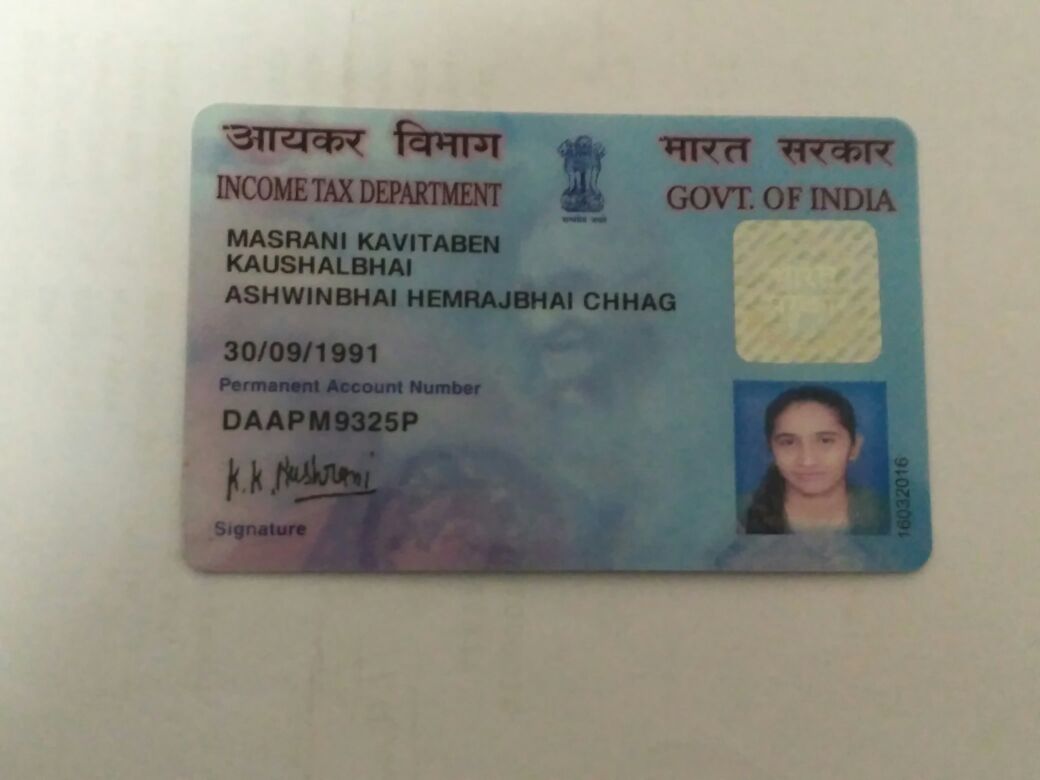 आयकर विभाग
INCOME TAX DEPARTMENT
भारत सरकार
GOVT. OF INDIA
सत्यमेव जयते
MASRANI KAVITABEN
KAUSHALBHAI
ASHWINBHAI HEMRAJBHAI CHHAG
30/09/1991
Permanent Account Number
DAAPM9325P
Signature
16032016